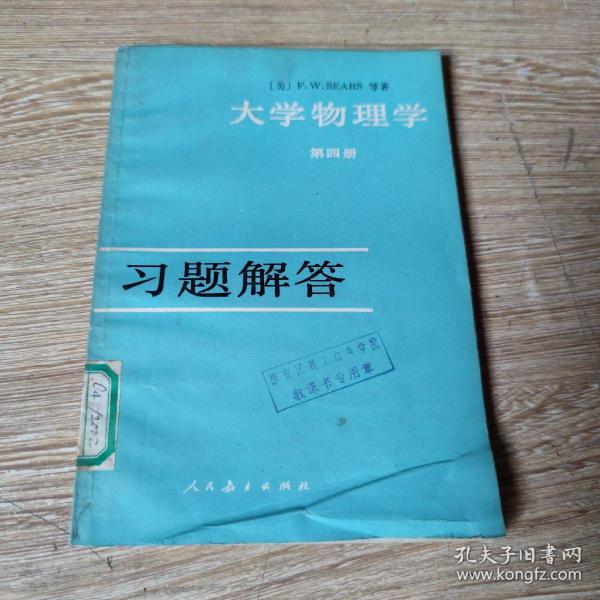 [美] F.W.SEARS 等著
大学物理学
第四册
习题解答
教课书专用章
人民教育出版社
孔夫子旧书网
www.kongfz.com